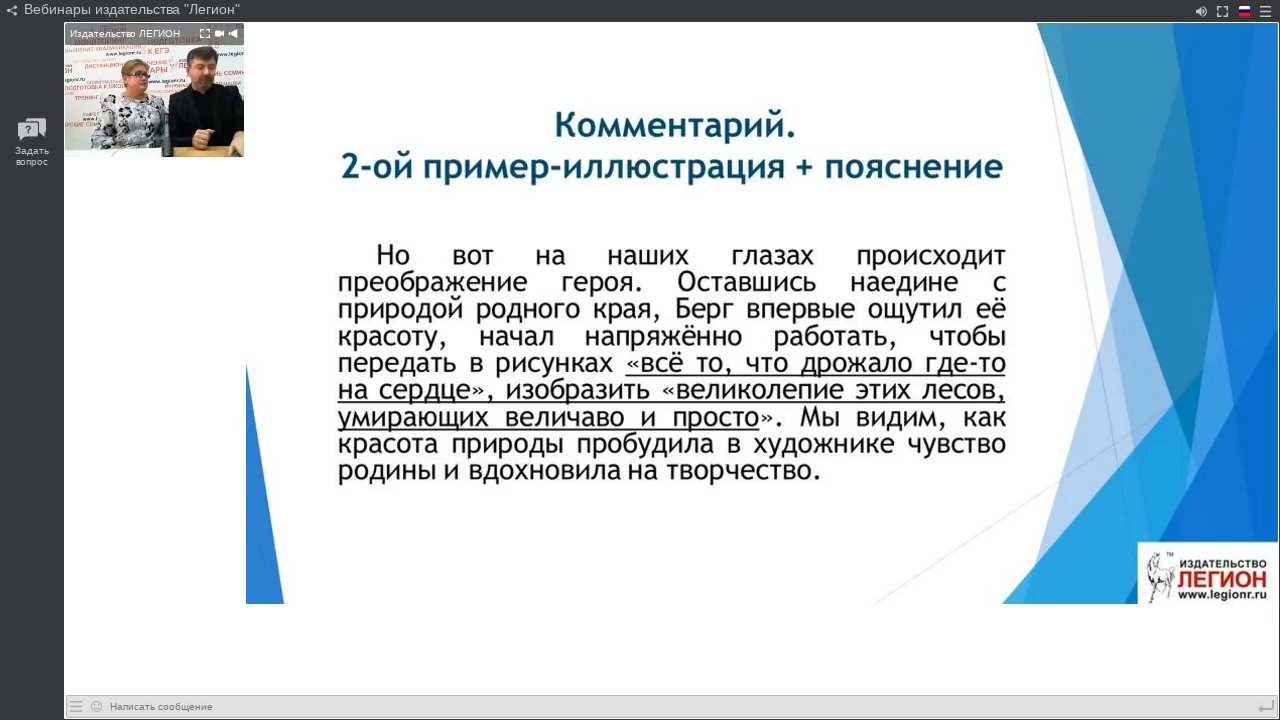 Вебинары издательства "Легион"
Издательство ЛЕГИОН
Задать
вопрос
Комментарий.
2-ой пример-иллюстрация + пояснение
Но вот на наших глазах происходит
преображение героя. Оставшись наедине с
природой родного края, Берг впервые ощутил её
красоту, начал напряжённо работать, чтобы
передать в рисунках «всё то, что дрожало где-то
на сердце», изобразить «великолепие этих лесов,
умирающих величаво и просто». Мы видим, как
красота природы пробудила в художнике чувство
родины и вдохновила на творчество.
ИЗДАТЕЛЬСТВО
ЛЕГИОН
www.legionr.ru
Написать сообщение